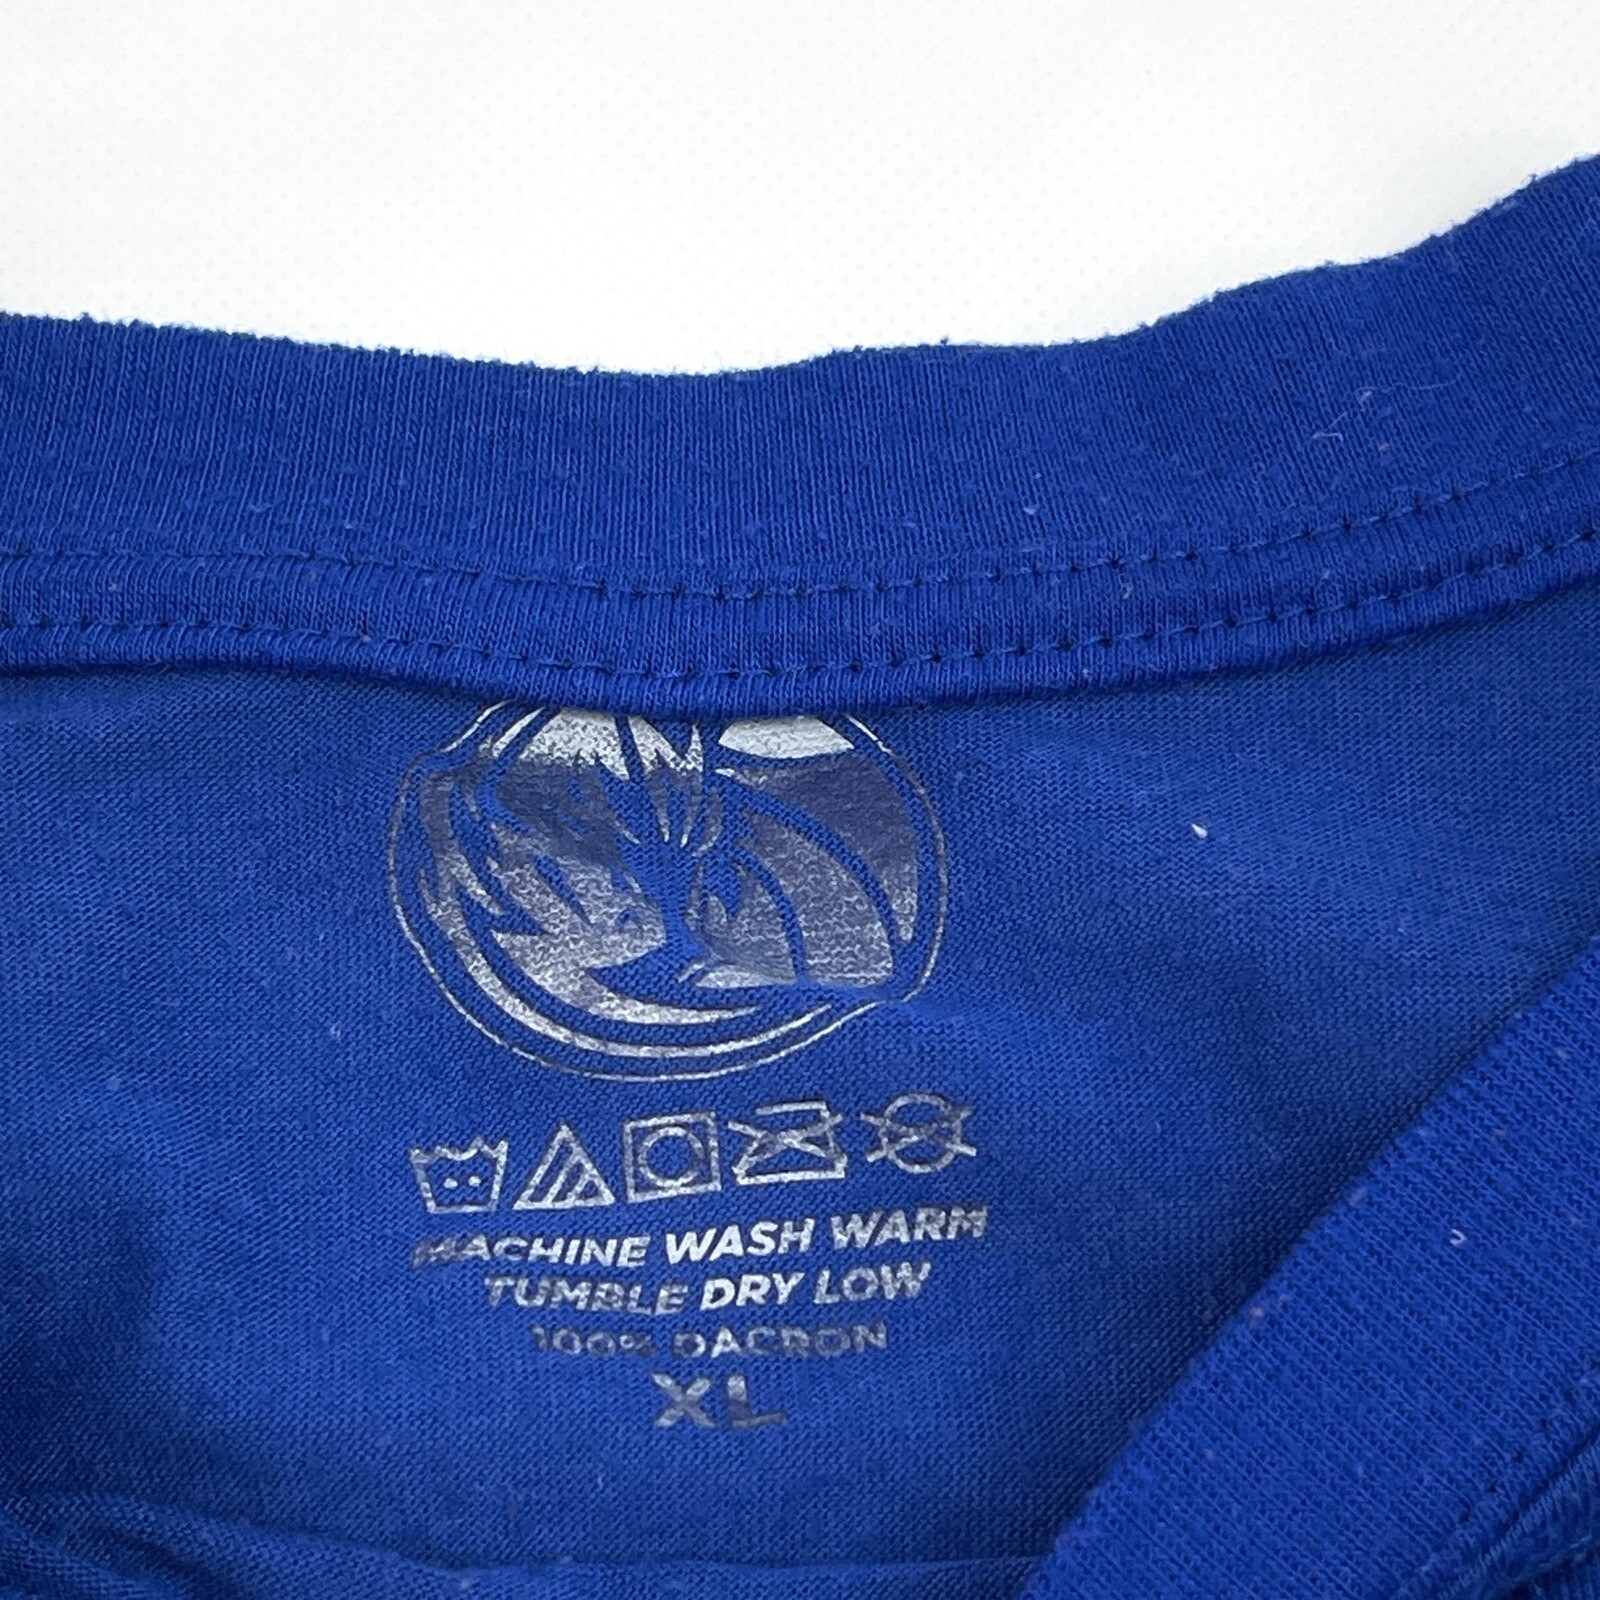 MACHINE WASH WARM
TUMBLE DRY LOW
100% DACRON
XL